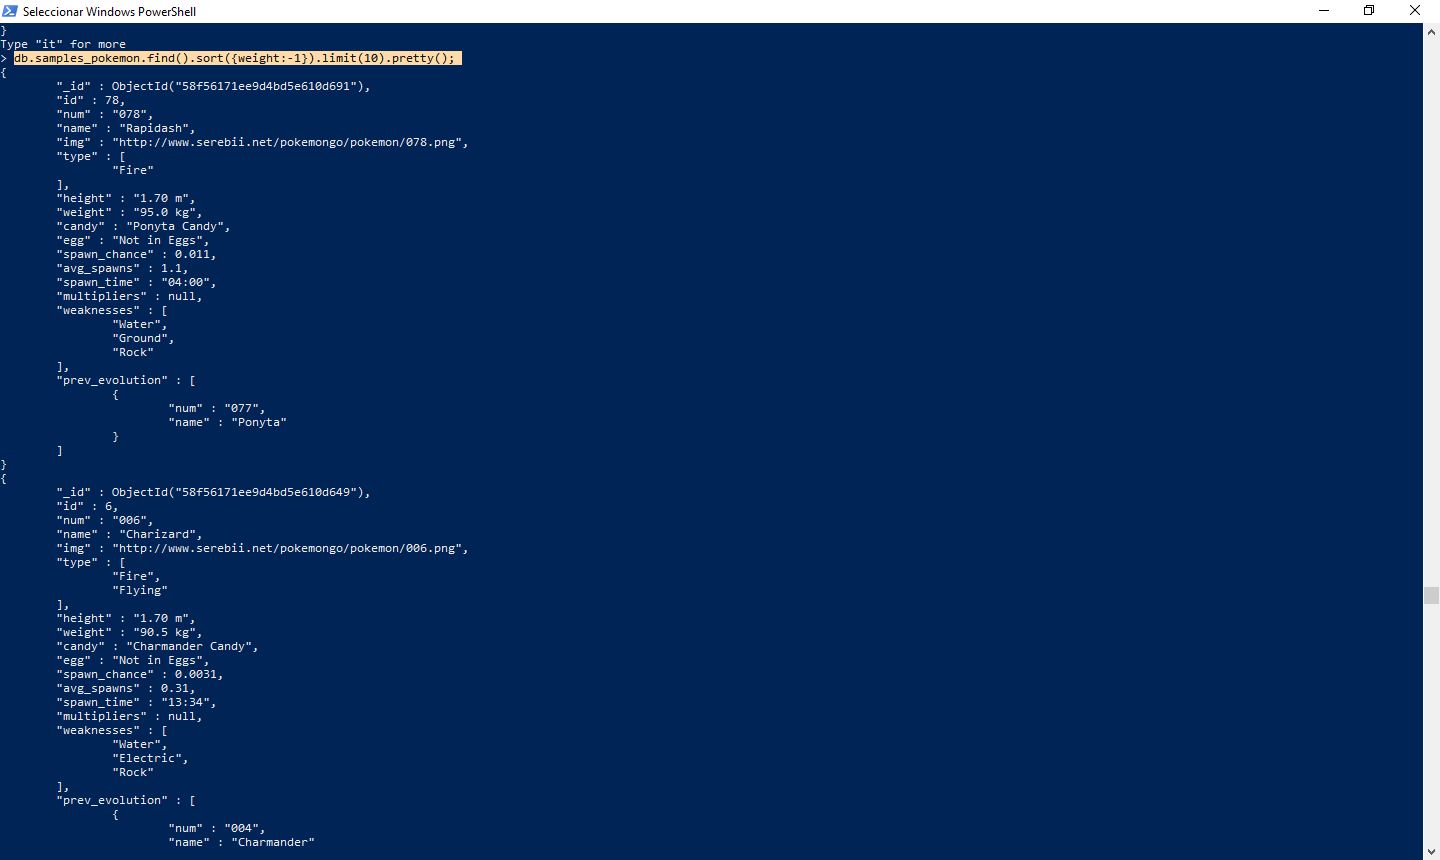 Seleccionar Windows PowerShell
}
Type "it" for more
> db.samples_pokemon.find().sort({weight:-1}).limit(10).pretty();
{
        "_id" : ObjectId("58f56171ee9d4bd5e610d691"),
        "id" : 78,
        "num" : "078",
        "name" : "Rapidash",
        "img" : "http://www.serebii.net/pokemongo/pokemon/078.png",
        "type" : [
                "Fire"
        ],
        "height" : "1.70 m",
        "weight" : "95.0 kg",
        "candy" : "Ponyta Candy",
        "egg" : "Not in Eggs",
        "spawn_chance" : 0.011,
        "avg_spawns" : 1.1,
        "spawn_time" : "04:00",
        "multipliers" : null,
        "weaknesses" : [
                "Water",
                "Ground",
                "Rock"
        ],
        "prev_evolution" : [
                {
                        "num" : "077",
                        "name" : "Ponyta"
                }
        ]
}
{
        "_id" : ObjectId("58f56171ee9d4bd5e610d649"),
        "id" : 6,
        "num" : "006",
        "name" : "Charizard",
        "img" : "http://www.serebii.net/pokemongo/pokemon/006.png",
        "type" : [
                "Fire",
                "Flying"
        ],
        "height" : "1.70 m",
        "weight" : "90.5 kg",
        "candy" : "Charmander Candy",
        "egg" : "Not in Eggs",
        "spawn_chance" : 0.0031,
        "avg_spawns" : 0.31,
        "spawn_time" : "13:34",
        "multipliers" : null,
        "weaknesses" : [
                "Water",
                "Electric",
                "Rock"
        ],
        "prev_evolution" : [
                {
                        "num" : "004",
                        "name" : "Charmander"